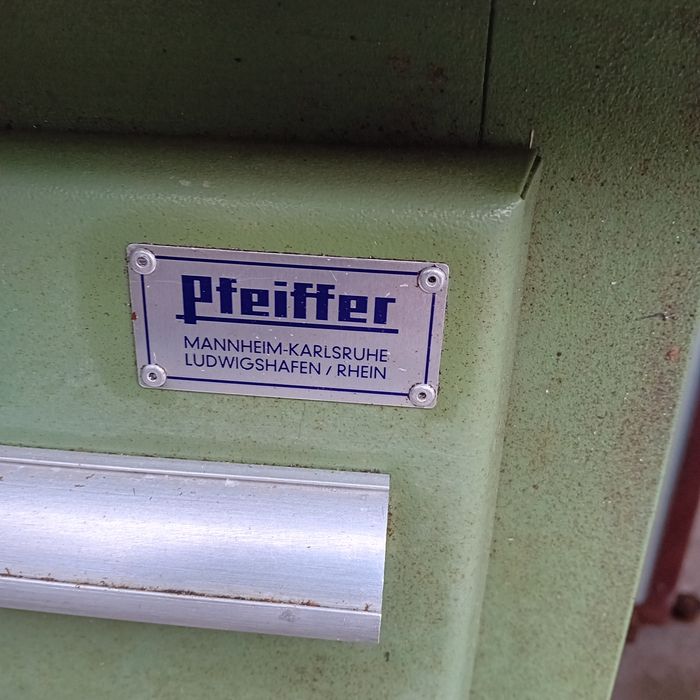 Pfeiffer
MANNHEIM-KARLSRUHE
LUDWIGSHAFEN / RHEIN